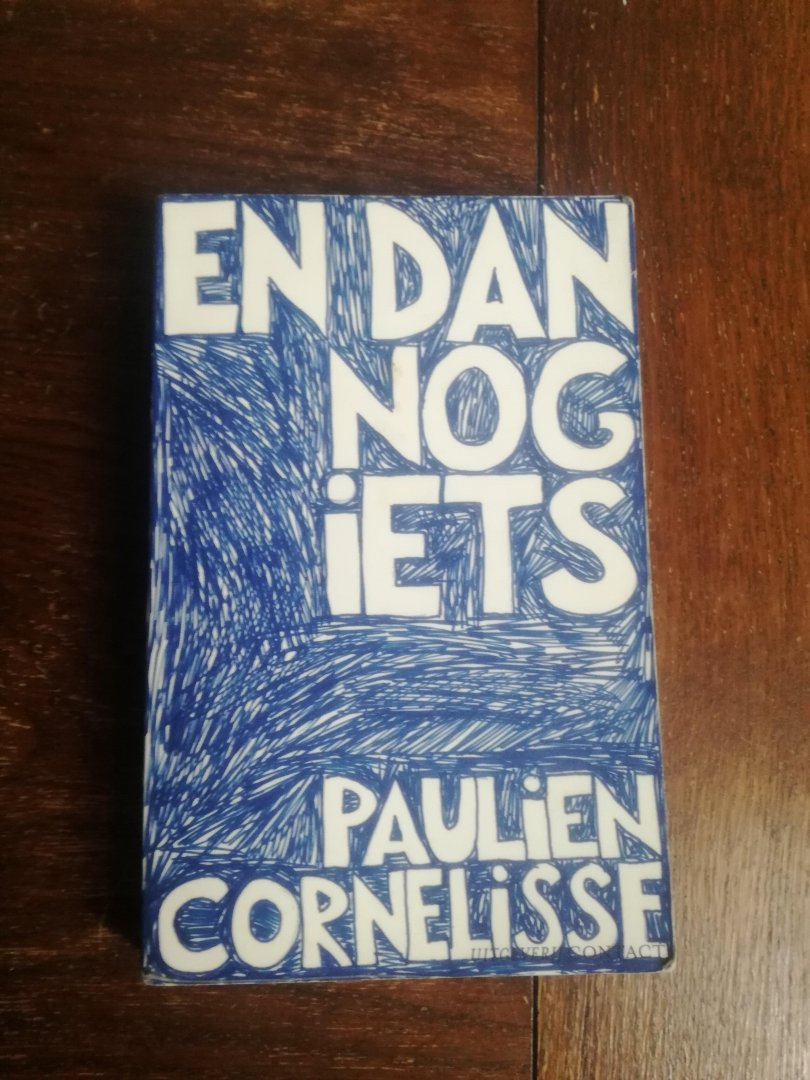 EN DAN
NOG
iETS
PAULiEN
CORNELiSSE
UITGEVERIJ CONTACT